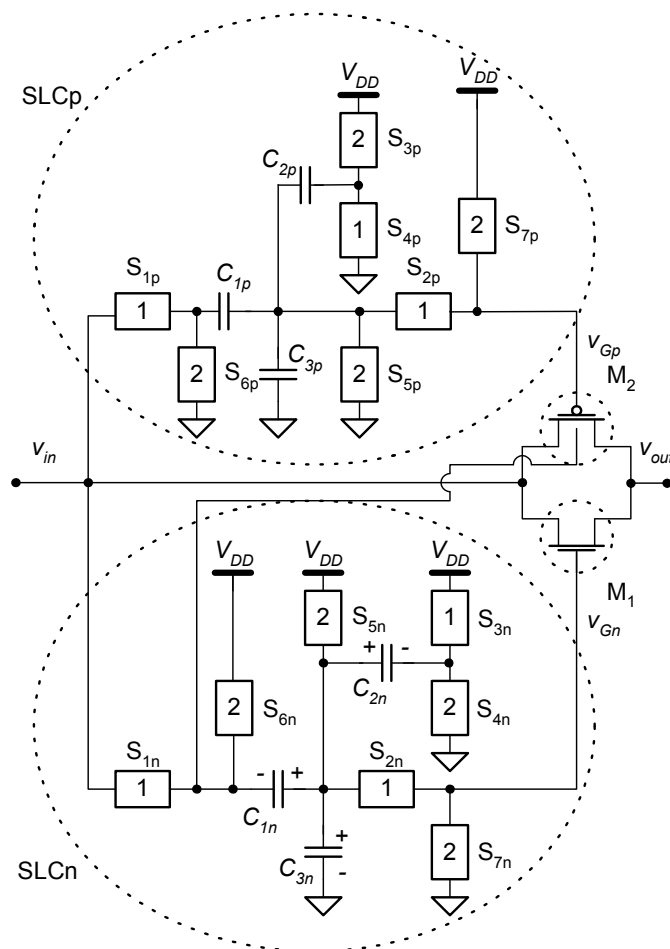 SLCp
V_DD
V_DD
2
S_3p
C_2p
2
S_7p
1
S_4p
S_1p
C_1p
S_2p
1
1
2
S_6p
C_3p
2
S_5p
v_Gp
M_2
v_in
v_out
V_DD
V_DD
V_DD
M_1
v_Gn
2
S_5n
1
S_3n
+ -
C_2n
2
S_6n
2
S_4n
S_1n
S_2n
1
- +
C_1n
1
+
C_3n
-
2
S_7n
SLCn